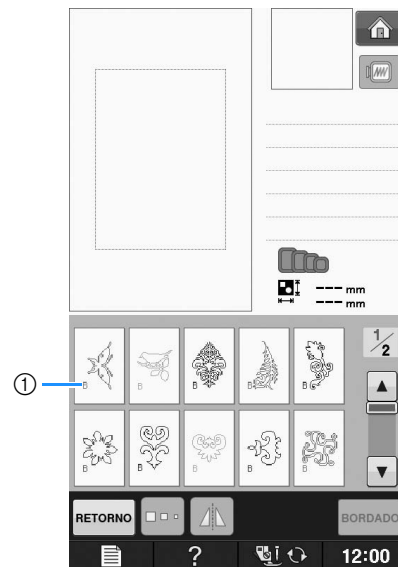 --- mm
--- mm
1/2
①
B B B B B
B B B B B
RETORNO
BORDADO
? 12:00